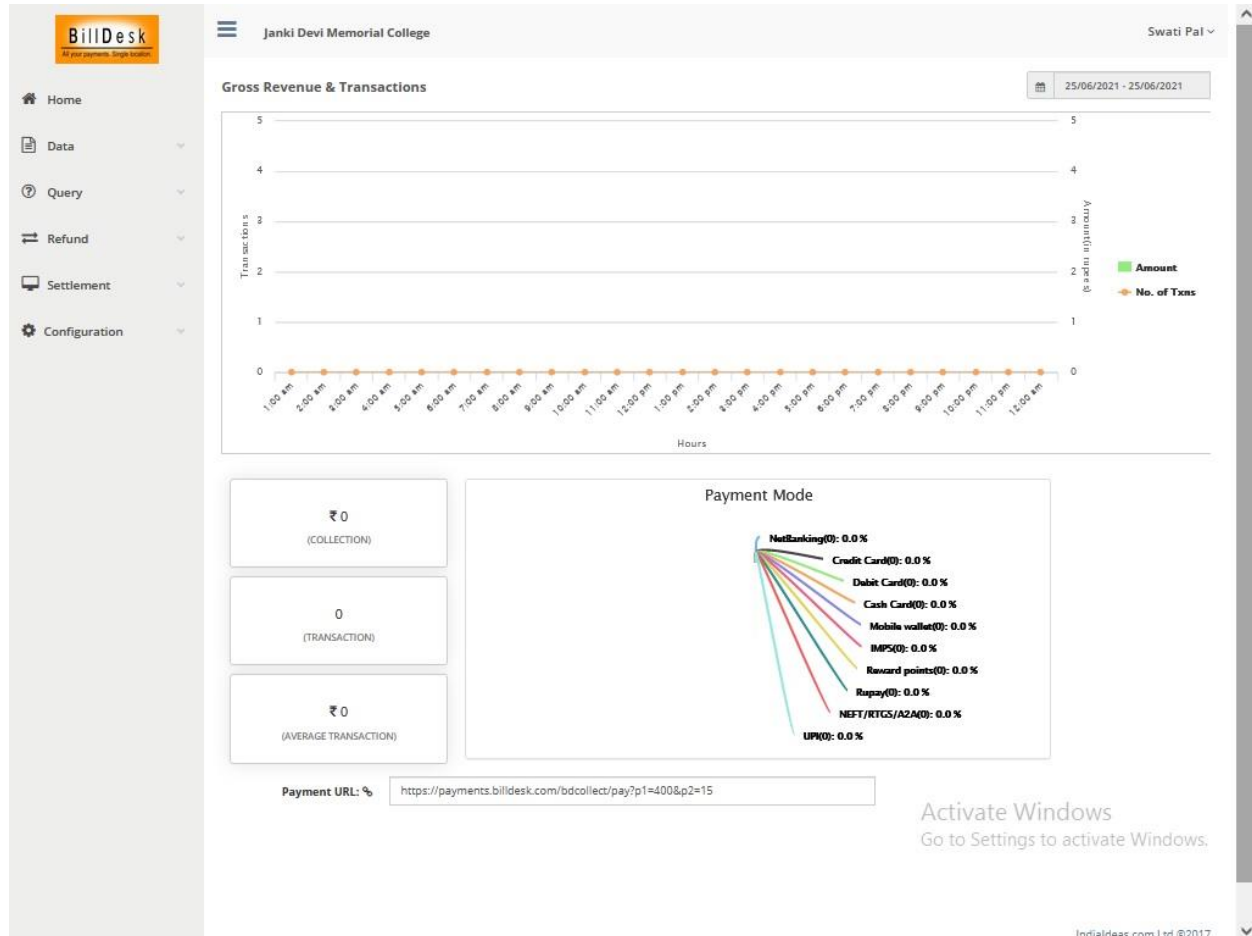 BillDesk
All your payments. Single location.
Janki Devi Memorial College
Swati Pal
Home
Data
Query
Refund
Settlement
Configuration
Gross Revenue & Transactions
25/06/2021 - 25/06/2021
5
4
3
2
1
0
Transactions
5
4
3
2
1
0
Amount(in rupees)
Amount
No. of Txns
1:00 am
2:00 am
3:00 am
4:00 am
5:00 am
6:00 am
7:00 am
8:00 am
9:00 am
10:00 am
11:00 am
12:00 pm
1:00 pm
2:00 pm
3:00 pm
4:00 pm
5:00 pm
6:00 pm
7:00 pm
8:00 pm
9:00 pm
10:00 pm
11:00 pm
12:00 am
Hours
₹ 0
(COLLECTION)
0
(TRANSACTION)
₹ 0
(AVERAGE TRANSACTION)
Payment Mode
NetBanking(0): 0.0 %
Credit Card(0): 0.0 %
Debit Card(0): 0.0 %
Cash Card(0): 0.0 %
Mobile wallet(0): 0.0 %
IMPS(0): 0.0 %
Reward points(0): 0.0 %
Rupay(0): 0.0 %
NEFT/RTGS/A2A(0): 0.0 %
UPI(0): 0.0 %
Payment URL:
https://payments.billdesk.com/bdcollect/pay?p1=400&p2=15
Activate Windows
Go to Settings to activate Windows.
IndiaIdeas.com Ltd ©2017